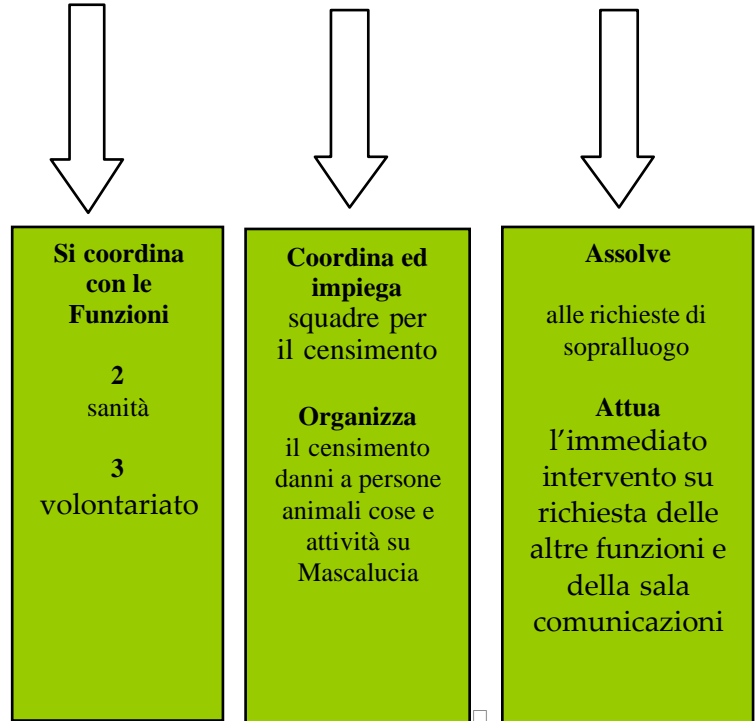 Si coordina
con le
Funzioni
2
sanità
3
volontariato
Coordina ed
impiega
squadre per
il censimento
Organizza
il censimento
danni a persone
animali cose e
attività su
Mascalucia
Assolve
alle richieste di
sopralluogo
Attua
l'immediato
intervento su
richiesta delle
altre funzioni e
della sala
comunicazioni